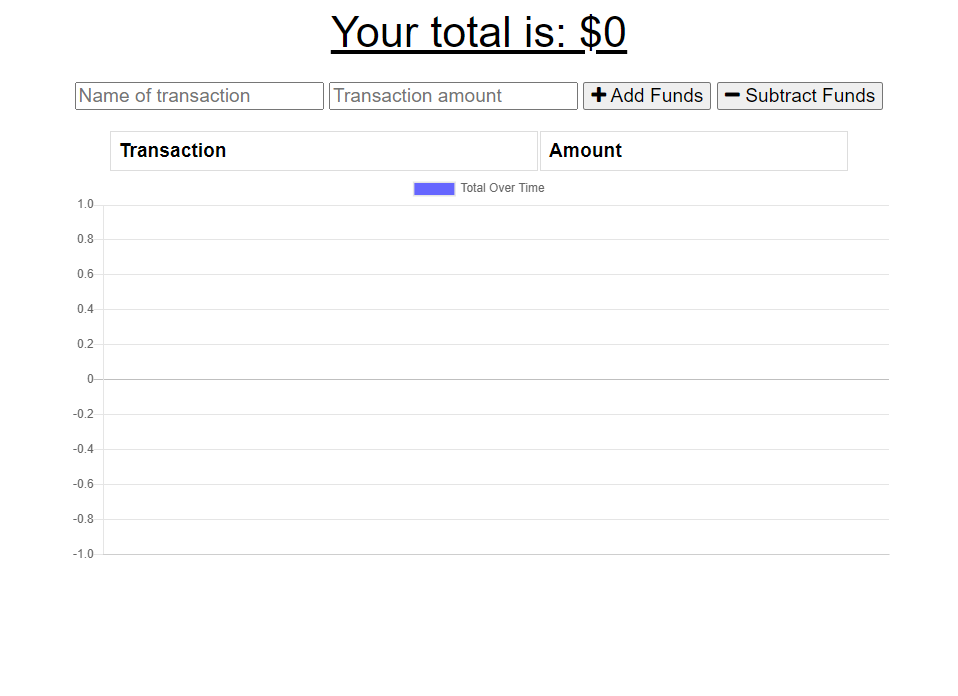 Your total is: $0
Name of transaction Transaction amount Add Funds Subtract Funds
Transaction Amount
Total Over Time
1.0
0.8
0.6
0.4
0.2
0
-0.2
-0.4
-0.6
-0.8
-1.0